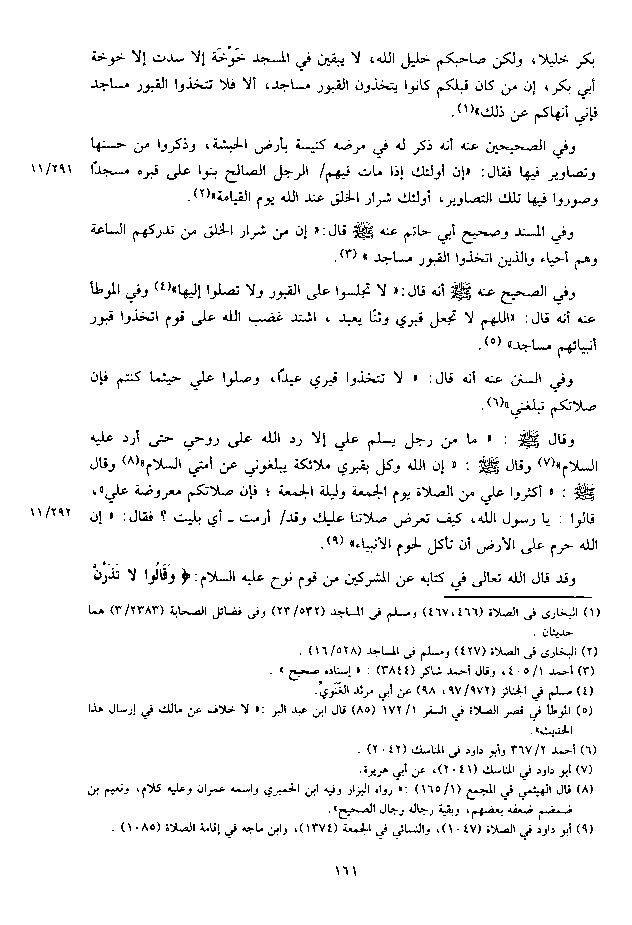 بكر خليلا، ولكن صاحبكم خليل الله، لا يبقين في المسجد خَوْخَة إلا سدت إلا خوخة
أبي بكر، إن من كان قبلكم كانوا يتخذون القبور مساجد، ألا فلا تتخذوا القبور مساجد
فإني أنهاكم عن ذلك»(١).
وفي الصحيحين عنه أنه ذكر له في مرضه كنيسة بأرض الحبشة، وذكروا من حسنها
وتصاوير فيها فقال: «إن أولئك إذا مات فيهم/ الرجل الصالح بنوا على قبره مسجدًا
١١/٢٩١
وصوروا فيها تلك التصاوير، أولئك شرار الخلق عند الله يوم القيامة»(٢).
وفي المسند وصحيح أبي حاتم عنه ﷺ قال:« إن من شرار الخلق من تدركهم الساعة
وهم أحياء والذين اتخذوا القبور مساجد » (٣).
وفي الصحيح عنه ﷺ أنه قال:« لا تجلسوا على القبور ولا تصلوا إليها»(٤) وفي الموطأ
عنه أنه قال: «اللهم لا تجعل قبري وثنًا يعبد ، اشتد غضب الله على قوم اتخذوا قبور
أنبيائهم مساجد» (٥).
وفي السنن عنه أنه قال: « لا تتخذوا قبري عيدًا، وصلوا علي حيثما كنتم فإن
صلاتكم تبلغني»(٦).
وقال ﷺ : « ما من رجل يسلم علي إلا رد الله على روحي حتى أرد عليه
السلام»(٧) وقال ﷺ : « إن الله وكل بقبري ملائكة يبلغوني عن أمتي السلام»(٨) وقال
ﷺ : « أكثروا علي من الصلاة يوم الجمعة وليلة الجمعة ؛ فإن صلاتكم معروضة علي»،
قالوا : يا رسول الله، كيف تعرض صلاتنا عليك وقد/ أرمت ـ أي بليت ؟ فقال: « إن
١١/٢٩٢
الله حرم على الأرض أن تأكل لحوم الأنبياء» (٩).
وقد قال الله تعالى في كتابه عن المشركين من قوم نوح عليه السلام:﴿ وَقَالُوا لا تَذَرُنَّ
(١) البخارى فى الصلاة (٤٦٦، ٤٦٧) ومسلم فى المساجد (٢٣/٥٣٢) وفى فضائل الصحابة (٣/٢٣٨٣) هما
حديثان .
(٢) البخارى فى الصلاة (٤٢٧) ومسلم فى المساجد (١٦/٥٢٨) .
(٣) أحمد ٤٠٥/١، وقال أحمد شاكر (٣٨٤٤) : « إسناده صحيح » .
(٤) مسلم في الجنائز (٩٧/٩٧٢، ٩٨) عن أبي مرثد الغَنَويُ.
(٥) الموطأ في قصر الصلاة في السفر ١٧٢/١ (٨٥) قال ابن عبد البر :« لا خلاف عن مالك في إرسال هذا
الحديث».
(٦) أحمد ٣٦٧/٢ وأبو داود فى المناسك (٢٠٤٢) .
(٧) أبو داود في المناسك (٢٠٤١)، عن أبي هريرة.
(٨) قال الهيثمي في المجمع (١٦٥/١) :« رواه البزار وفيه ابن الحميري واسمه عمران وعليه كلام، ونعيم بن
ضمضم ضعفه بعضهم، وبقية رجاله رجال الصحيح».
(٩) أبو داود في الصلاة (١٠٤٧)، والنسائي في الجمعة (١٣٧٤)، وابن ماجه في إقامة الصلاة (١٠٨٥) .
١٦١